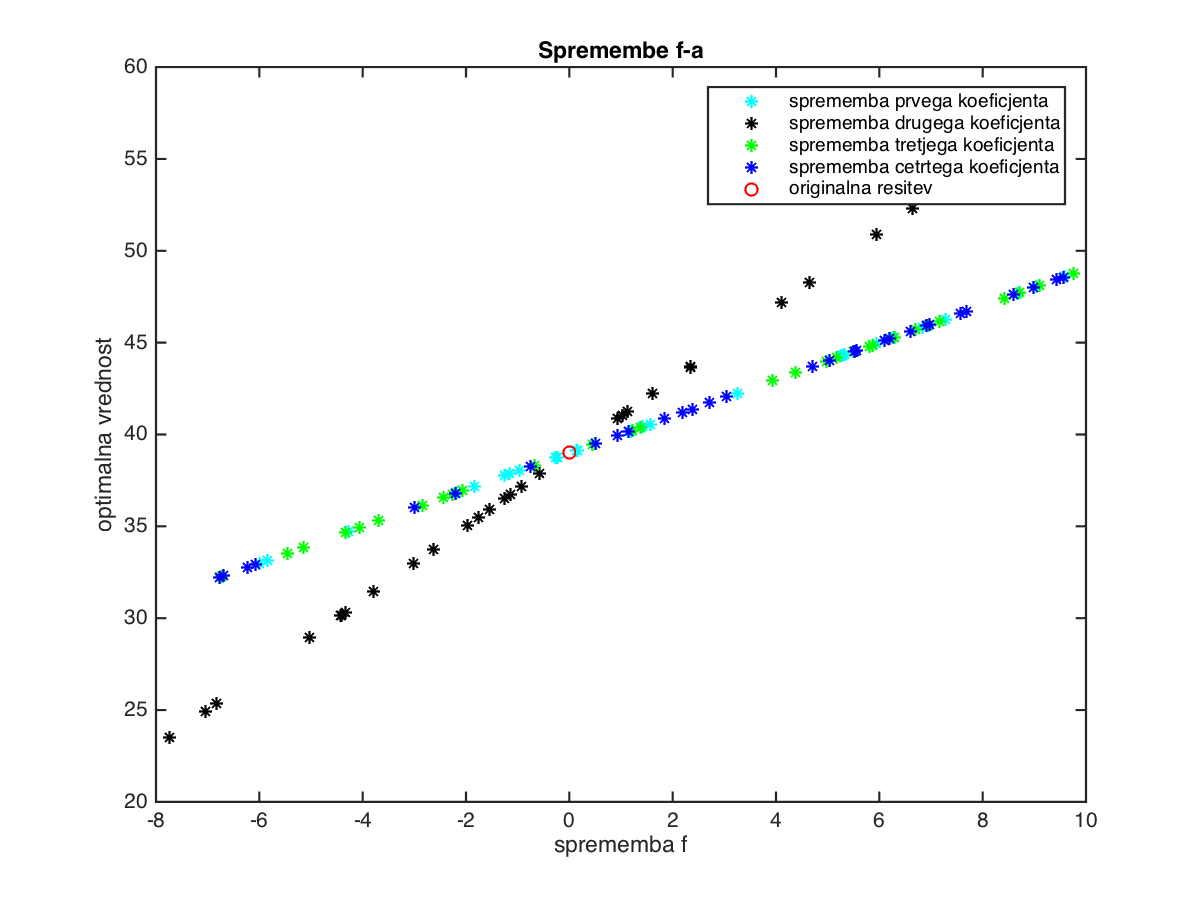 Spremembe f-a
60
55
50
45
40
35
30
25
20
optimalna vrednost
sprememba prvega koeficjenta
sprememba drugega koeficjenta
sprememba tretjega koeficjenta
sprememba cetrtega koeficjenta
originalna resitev
-8 -6 -4 -2 0 2 4 6 8 10
sprememba f